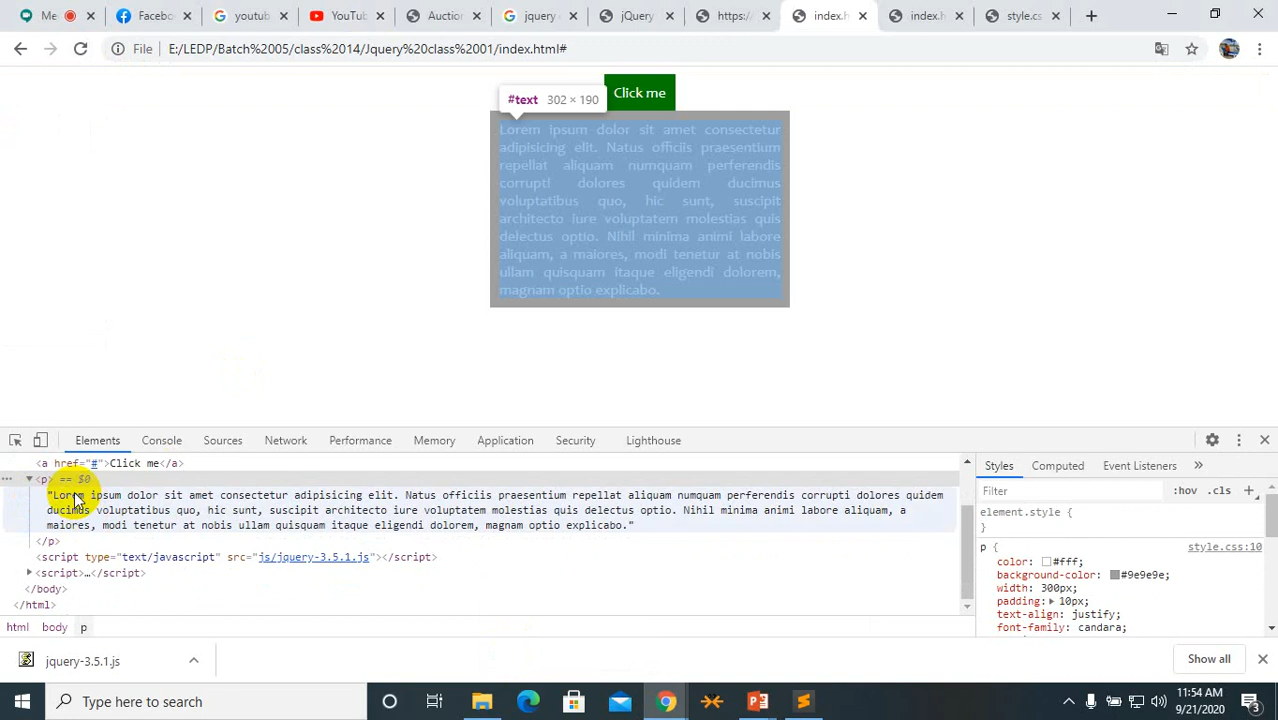 Me
Facebo
youtub
YouTu
Auction
jquery
jQuery
https:/
index.h
index.h
style.cs
File
E:/LEDP/Batch%2005/class%2014/Jquery%20class%2001/index.html#
#text 302 × 190
Click me
Lorem ipsum dolor sit amet consectetur
adipisicing elit. Natus officiis praesentium
repellat aliquam numquam perferendis
corrupti dolores quidem ducimus
voluptatibus quo, hic sunt, suscipit
architecto iure voluptatem molestias quis
delectus optio. Nihil minima animi labore
aliquam, a maiores, modi tenetur at nobis
ullam quisquam itaque eligendi dolorem,
magnam optio explicabo.
Elements Console Sources Network Performance Memory Application Security Lighthouse
<a href="#">Click me</a>
<p> == $0
"Lorem ipsum dolor sit amet consectetur adipisicing elit. Natus officiis praesentium repellat aliquam numquam perferendis corrupti dolores quidem
ducimus voluptatibus quo, hic sunt, suscipit architecto iure voluptatem molestias quis delectus optio. Nihil minima animi labore aliquam, a
maiores, modi tenetur at nobis ullam quisquam itaque eligendi dolorem, magnam optio explicabo."
</p>
<script type="text/javascript" src="js/jquery-3.5.1.js"></script>
<script>…</script>
</body>
</html>
html body p
Styles Computed Event Listeners »
Filter :hov .cls +
element.style {
}
p { style.css:10
color: #fff;
background-color: #9e9e9e;
width: 300px;
padding: 10px;
text-align: justify;
font-family: candara;
jquery-3.5.1.js
Show all
Type here to search
11:54 AM
9/21/2020
3